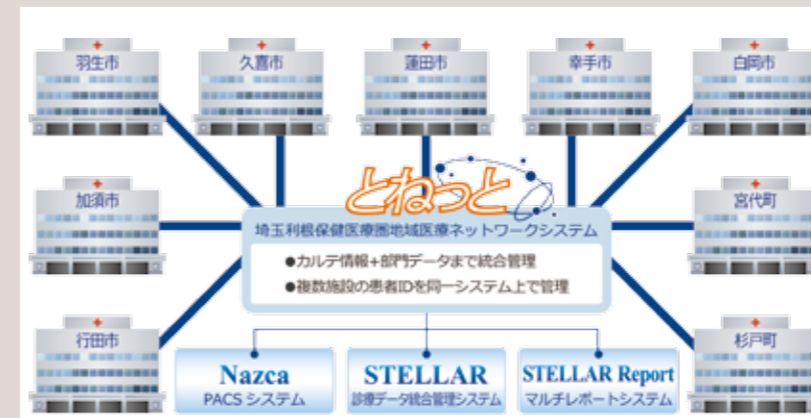 羽生市
久喜市
蓮田市
幸手市
白岡市
加須市
宮代町
とねっと
埼玉利根保健医療圏地域医療ネットワークシステム
●カルテ情報+部門データまで統合管理
●複数施設の患者IDを同一システム上で管理
行田市
杉戸町
Nazca
PACS システム
STELLAR
診療データ統合管理システム
STELLAR Report
マルチレポートシステム